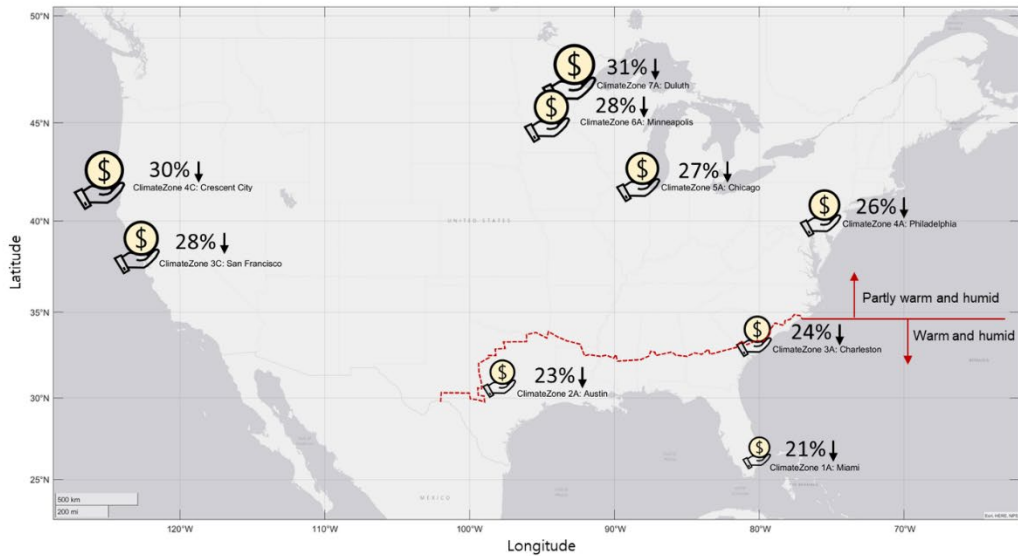 50°N
45°N
40°N
35°N
30°N
25°N
Latitude
$ 31%↓
ClimateZone 7A: Duluth
$ 28%↓
ClimateZone 6A: Minneapolis
$ 30%↓
ClimateZone 4C: Crescent City
$ 27%↓
ClimateZone 5A: Chicago
$ 26%↓
ClimateZone 4A: Philadelphia
UNITED STATES
$ 28%↓
ClimateZone 3C: San Francisco
Partly warm and humid
Warm and humid
$ 24%↓
ClimateZone 3A: Charleston
$ 23%↓
ClimateZone 2A: Austin
$ 21%↓
ClimateZone 1A: Miami
MEXICO
500 km
200 mi
120°W 110°W 100°W 90°W 80°W 70°W
Longitude